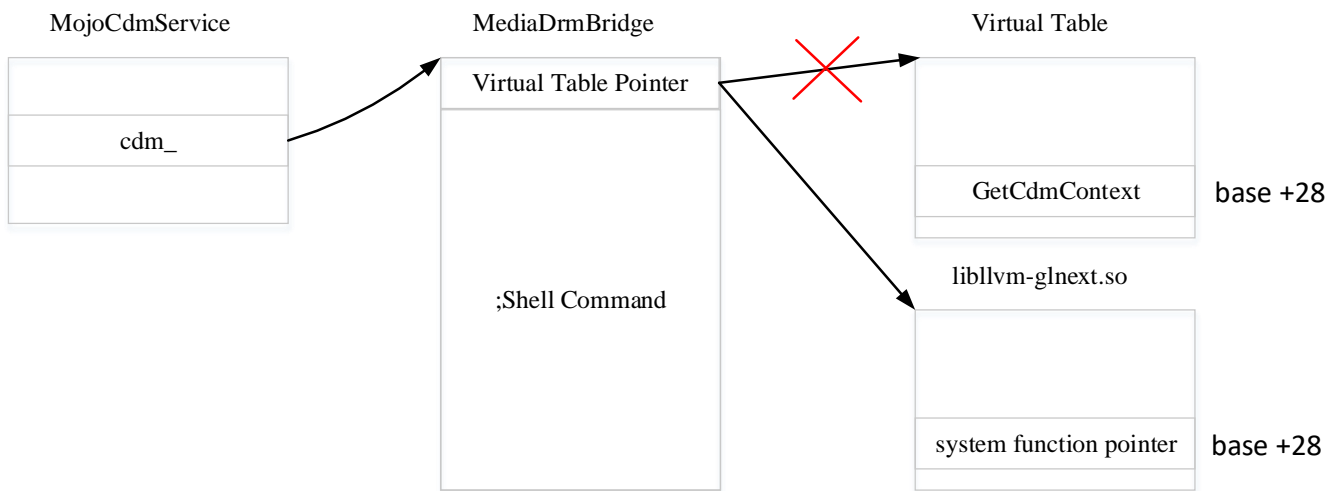 MojoCdmService
MediaDrmBridge
Virtual Table
Virtual Table Pointer
cdm_
GetCdmContext
base +28
libllvm-glnext.so
;Shell Command
system function pointer
base +28